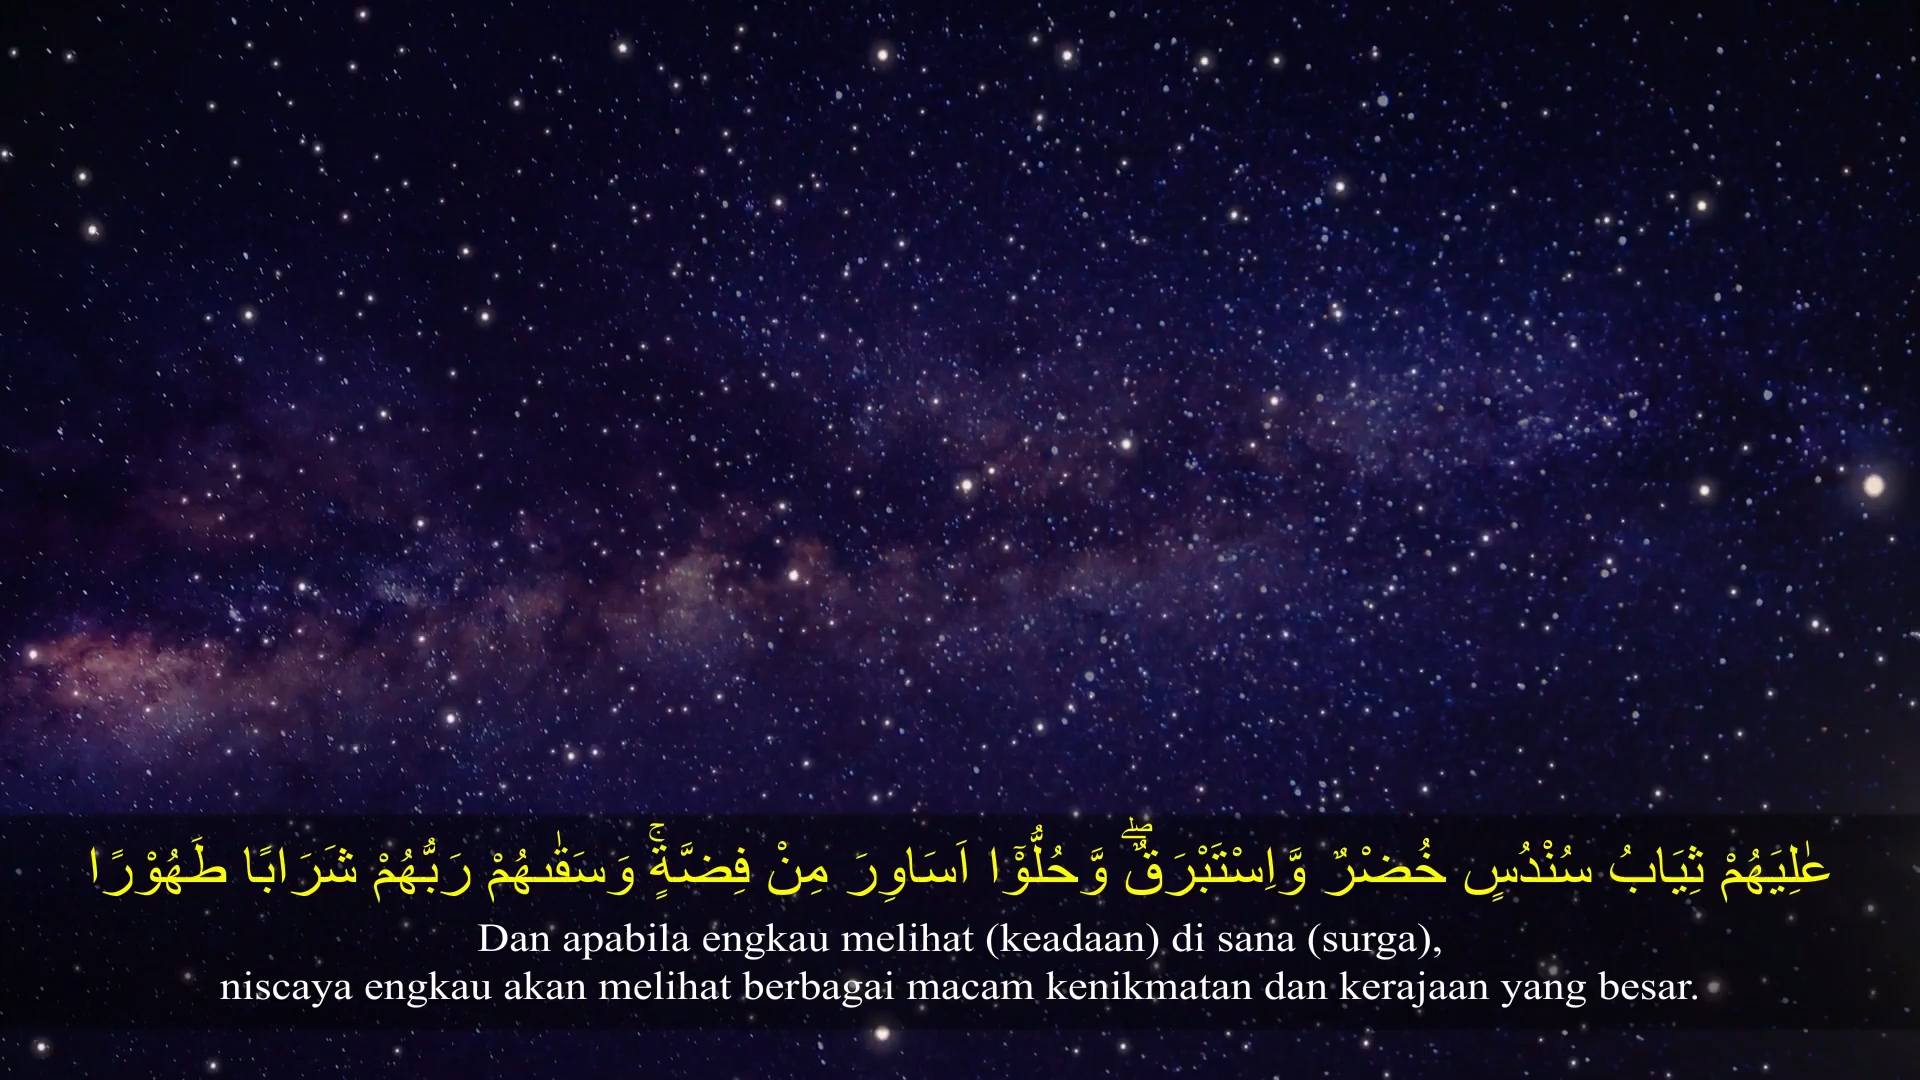 عٰلِيَهُمْ ثِيَابُ سُنْدُسٍ خُضْرٌ وَّاِسْتَبْرَقٌۖ وَّحُلُّوْٓا اَسَاوِرَ مِنْ فِضَّةٍۚ وَسَقٰىهُمْ رَبُّهُمْ شَرَابًا طَهُوْرًا
Dan apabila engkau melihat (keadaan) di sana (surga),
niscaya engkau akan melihat berbagai macam kenikmatan dan kerajaan yang besar.